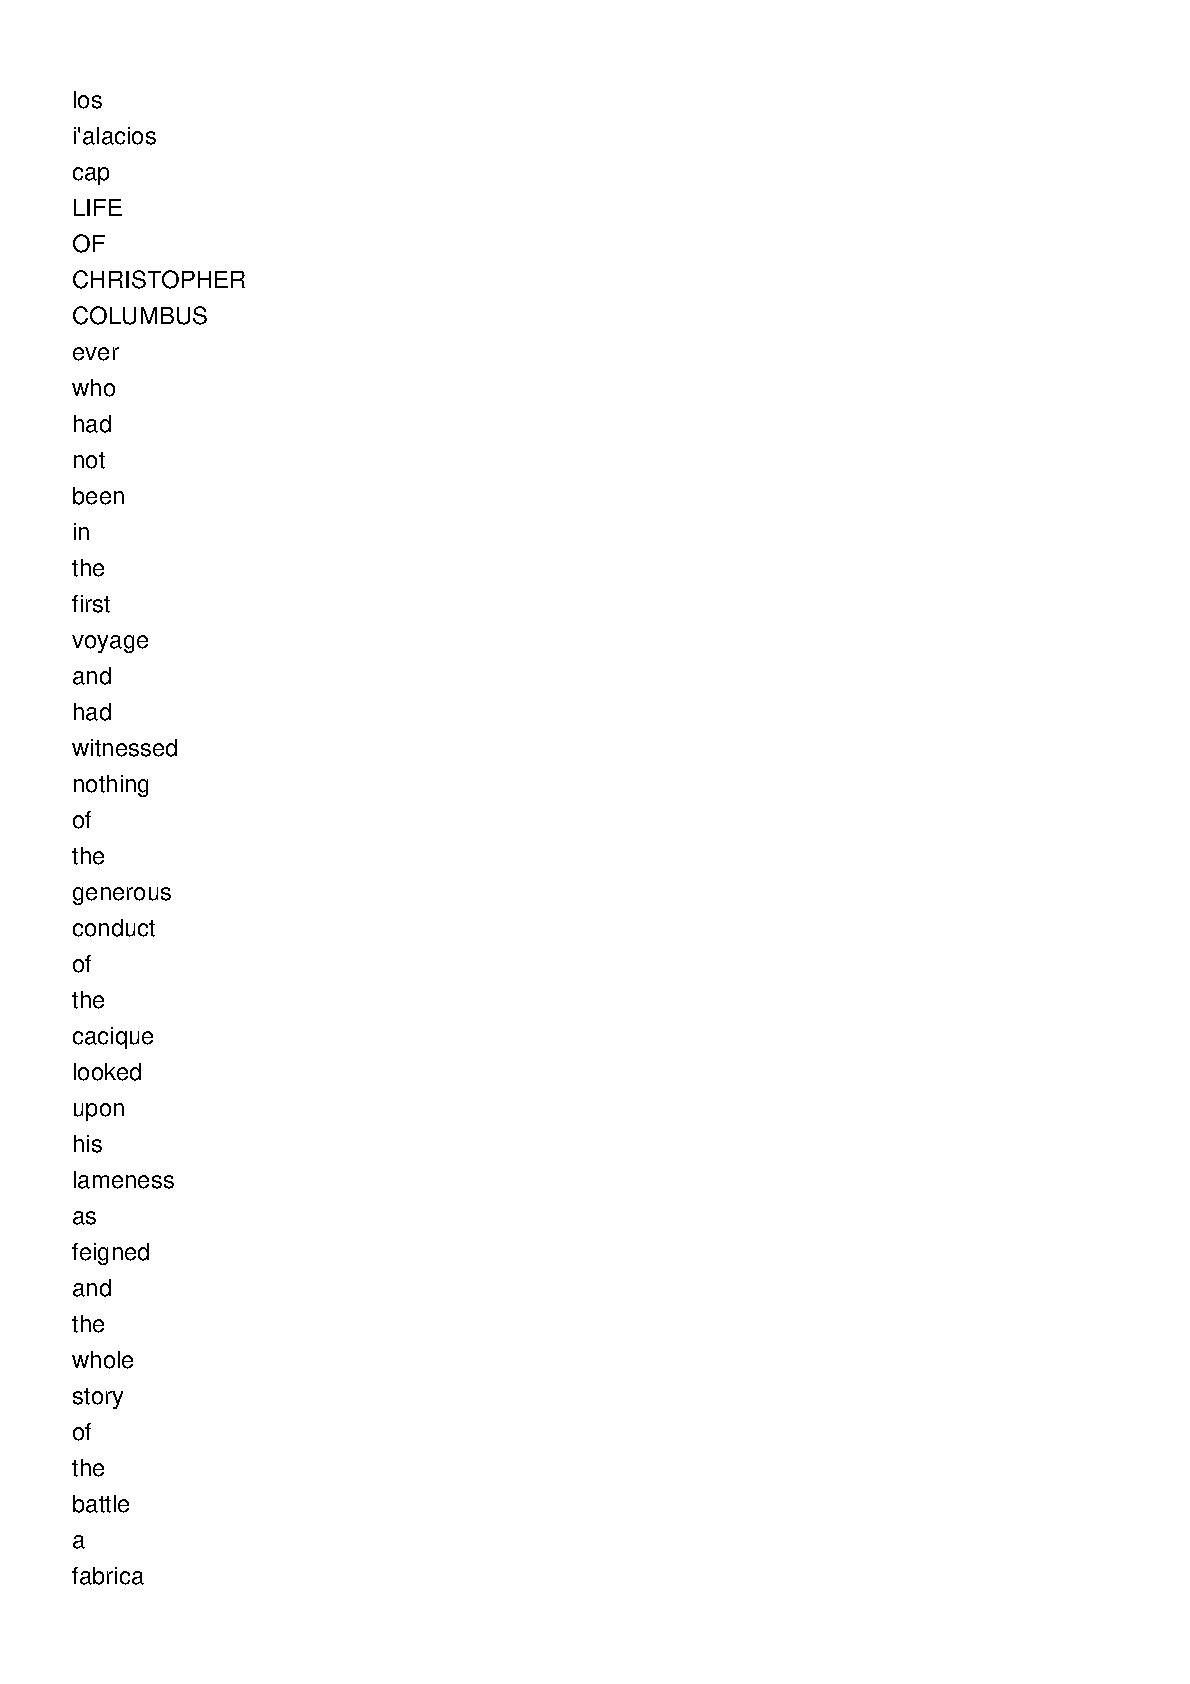 los
i'alacios
cap
LIFE
OF
CHRISTOPHER
COLUMBUS
ever
who
had
not
been
in
the
first
voyage
and
had
witnessed
nothing
of
the
generous
conduct
of
the
cacique
looked
upon
his
lameness
as
feigned
and
the
whole
story
of
the
battle
a
fabrica